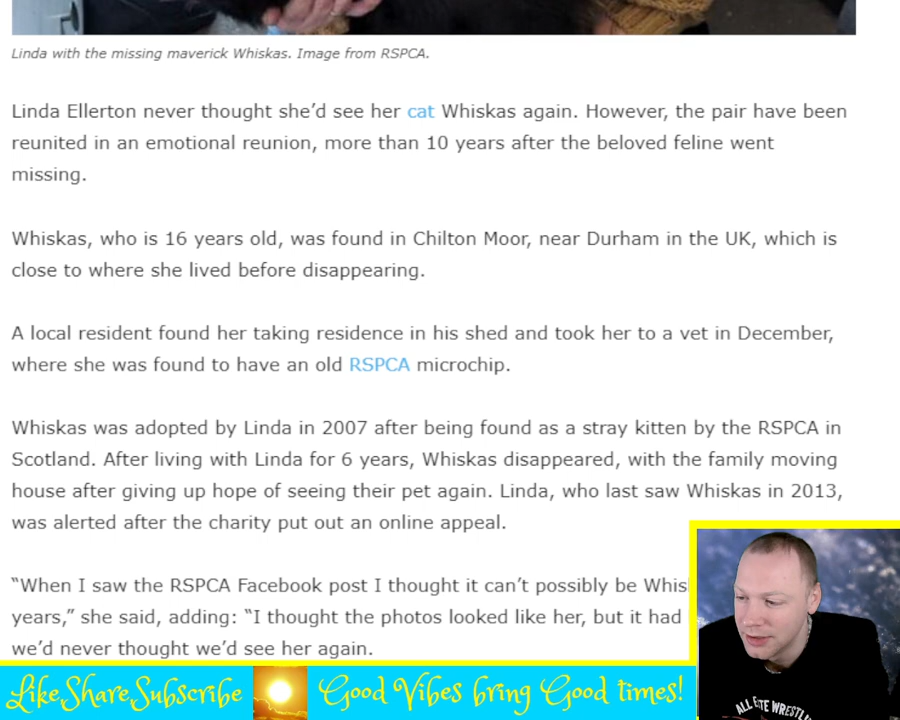 Linda with the missing maverick Whiskas. Image from RSPCA.
Linda Ellerton never thought she'd see her cat Whiskas again. However, the pair have been
reunited in an emotional reunion, more than 10 years after the beloved feline went
missing.
Whiskas, who is 16 years old, was found in Chilton Moor, near Durham in the UK, which is
close to where she lived before disappearing.
A local resident found her taking residence in his shed and took her to a vet in December,
where she was found to have an old RSPCA microchip.
Whiskas was adopted by Linda in 2007 after being found as a stray kitten by the RSPCA in
Scotland. After living with Linda for 6 years, Whiskas disappeared, with the family moving
house after giving up hope of seeing their pet again. Linda, who last saw Whiskas in 2013,
was alerted after the charity put out an online appeal.
"When I saw the RSPCA Facebook post I thought it can't possibly be
years," she said, adding: "I thought the photos looked like her, but it had
we'd never thought we'd see her again.
Like Share Subscribe Good Vibes bring Good times!
ALL ELITE